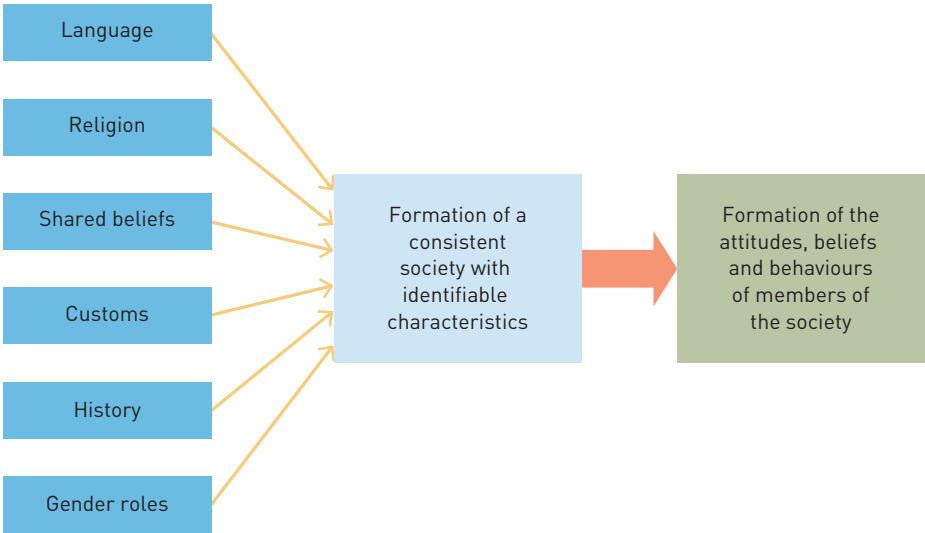 Language
Religion
Shared beliefs
Customs
History
Gender roles
Formation of a
consistent
society with
identifiable
characteristics
Formation of the
attitudes, beliefs
and behaviours
of members of
the society